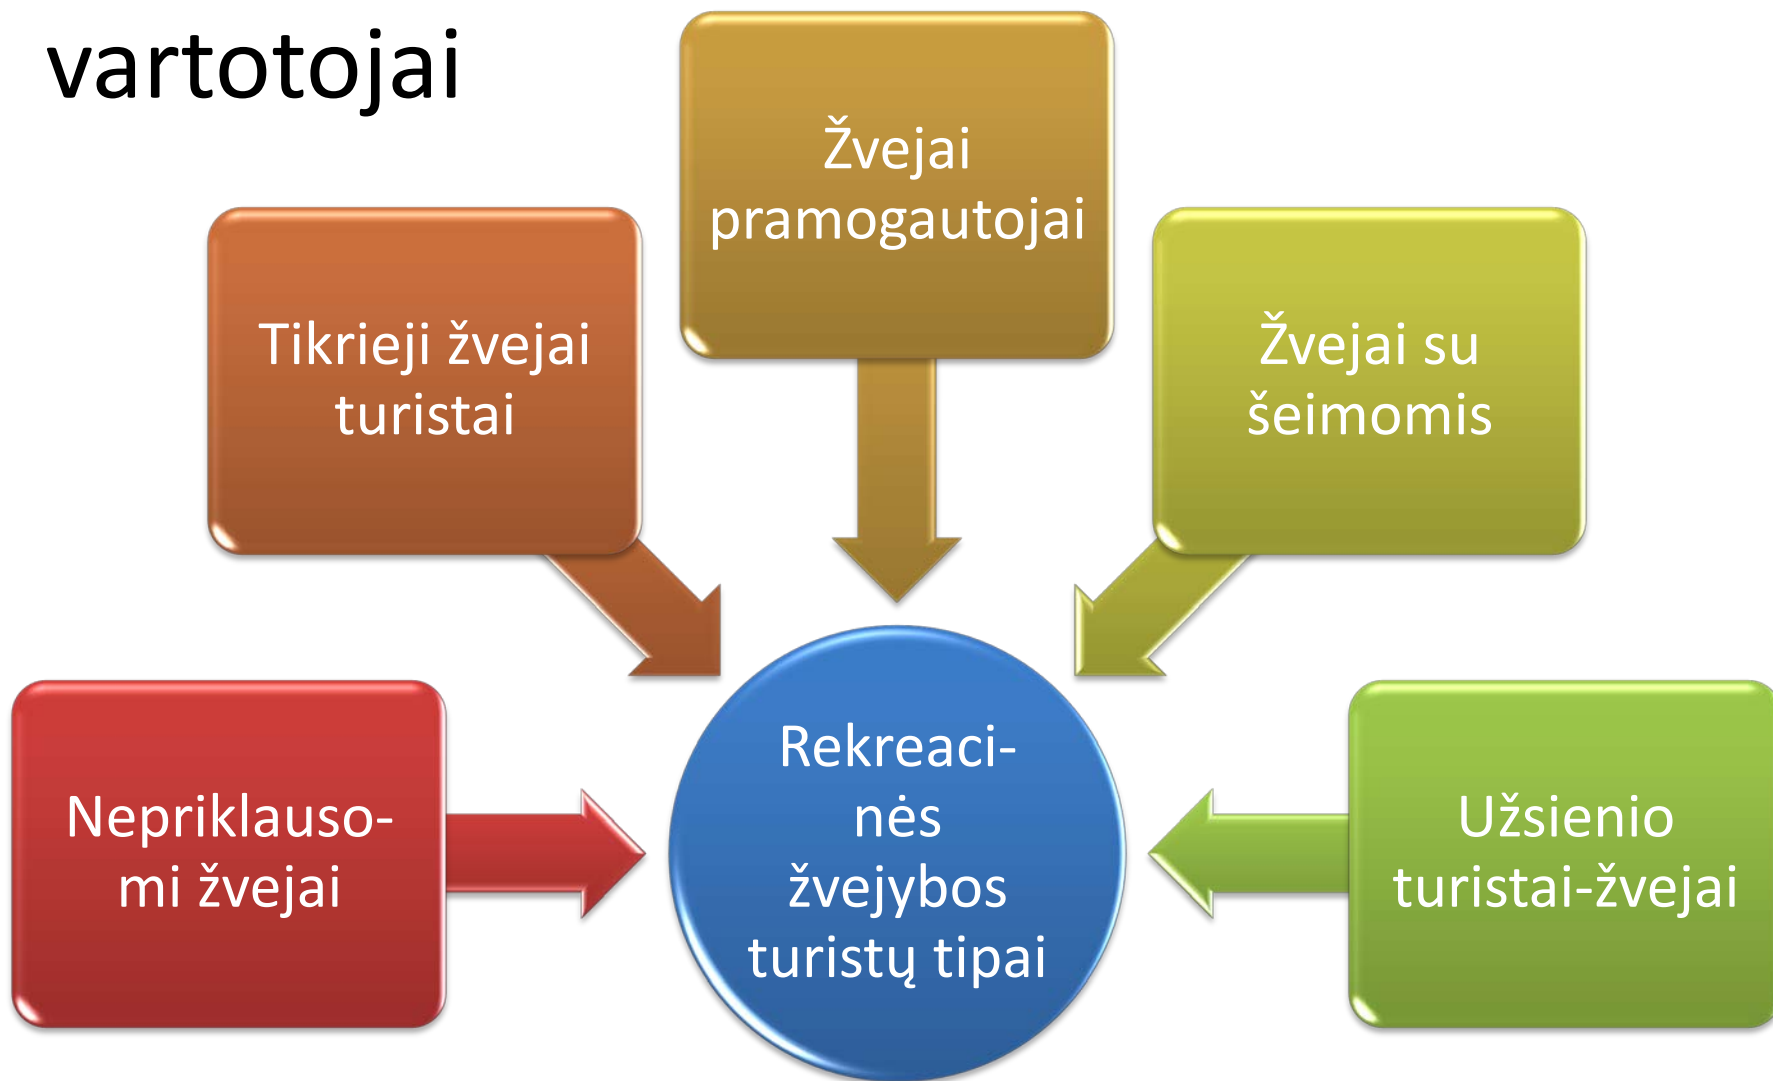 vartotojai
Žvejai
pramogautojai
Tikrieji žvejai
turistai
Žvejai su
šeimomis
Nepriklauso-
mi žvejai
Rekreaci-
nės
žvejybos
turistų tipai
Užsienio
turistai-žvejai